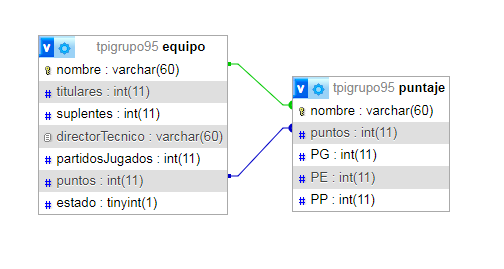 tpigrupo95 equipo
nombre : varchar(60)
titulares : int(11)
suplentes : int(11)
directorTecnico : varchar(60)
partidosJugados : int(11)
puntos : int(11)
estado : tinyint(1)
tpigrupo95 puntaje
nombre : varchar(60)
puntos : int(11)
PG : int(11)
PE : int(11)
PP : int(11)